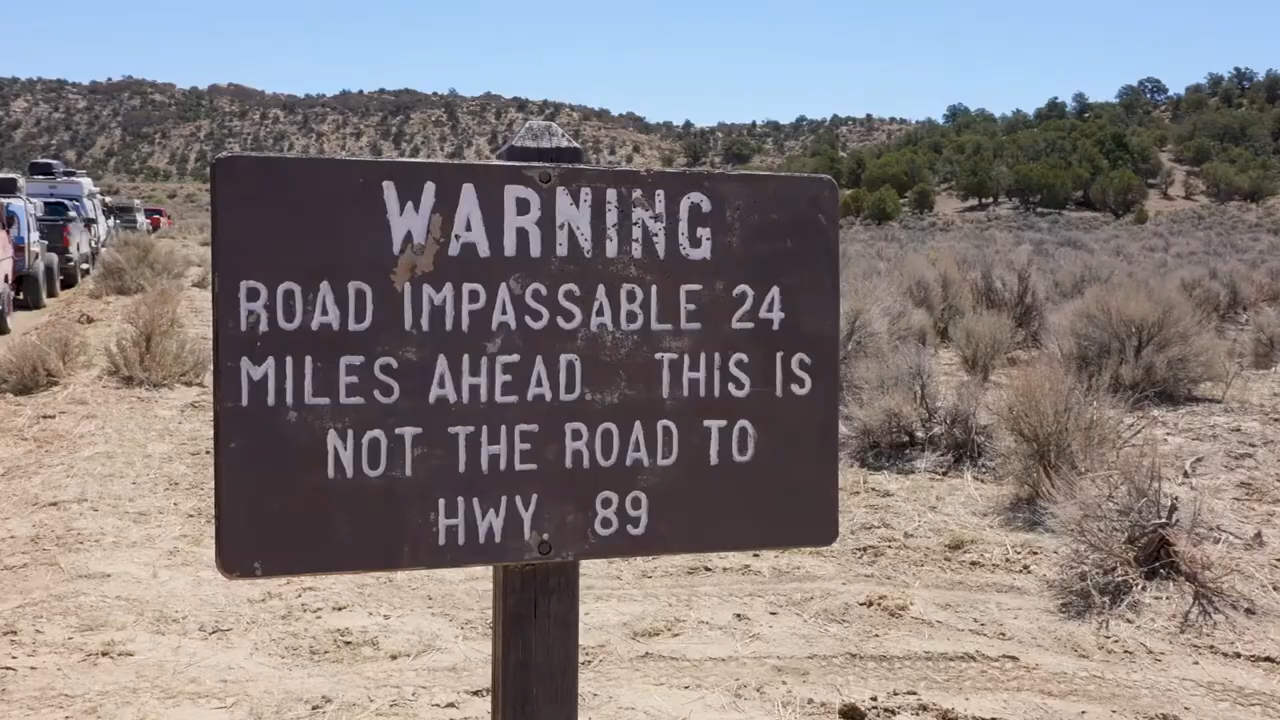 WARNING
ROAD IMPASSABLE 24
MILES AHEAD. THIS IS
NOT THE ROAD TO
HWY. 89